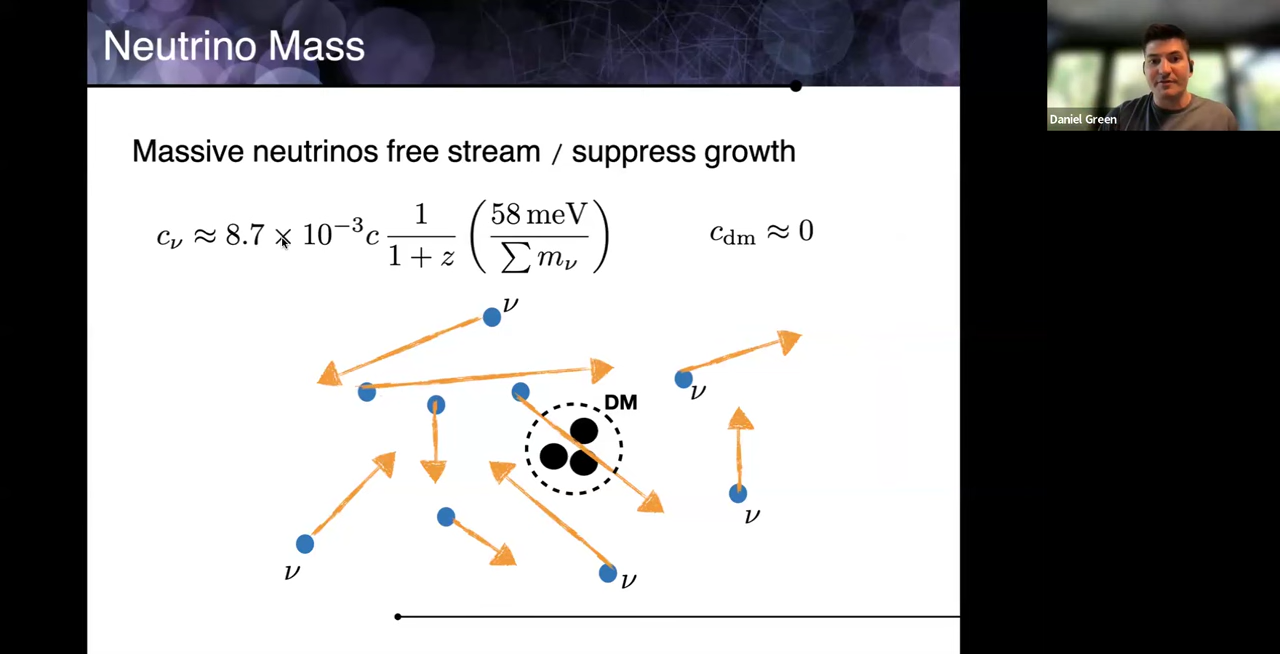 Neutrino Mass
Daniel Green
Massive neutrinos free stream / suppress growth
c_ν ≈ 8.7 × 10⁻³c 1/(1 + z) (58 meV/∑ m_ν)
c_dm ≈ 0
ν
DM
ν
ν
ν
ν